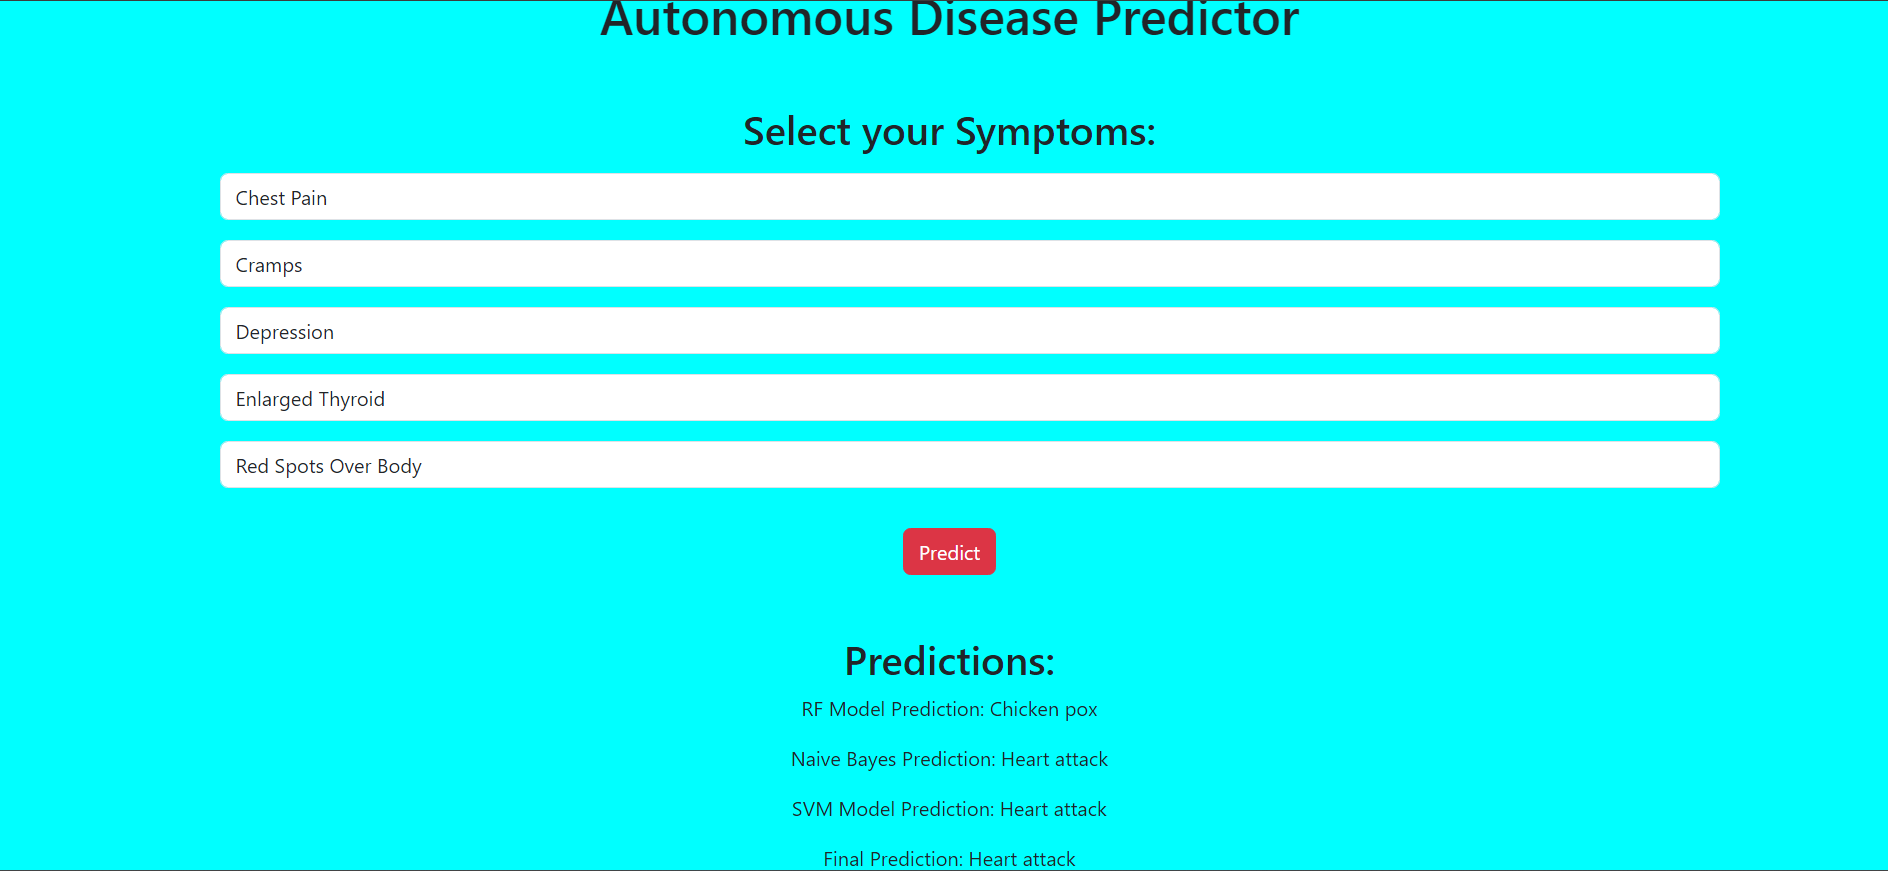 Autonomous Disease Predictor
Select your Symptoms:
Chest Pain
Cramps
Depression
Enlarged Thyroid
Red Spots Over Body
Predict
Predictions:
RF Model Prediction: Chicken pox
Naive Bayes Prediction: Heart attack
SVM Model Prediction: Heart attack
Final Prediction: Heart attack